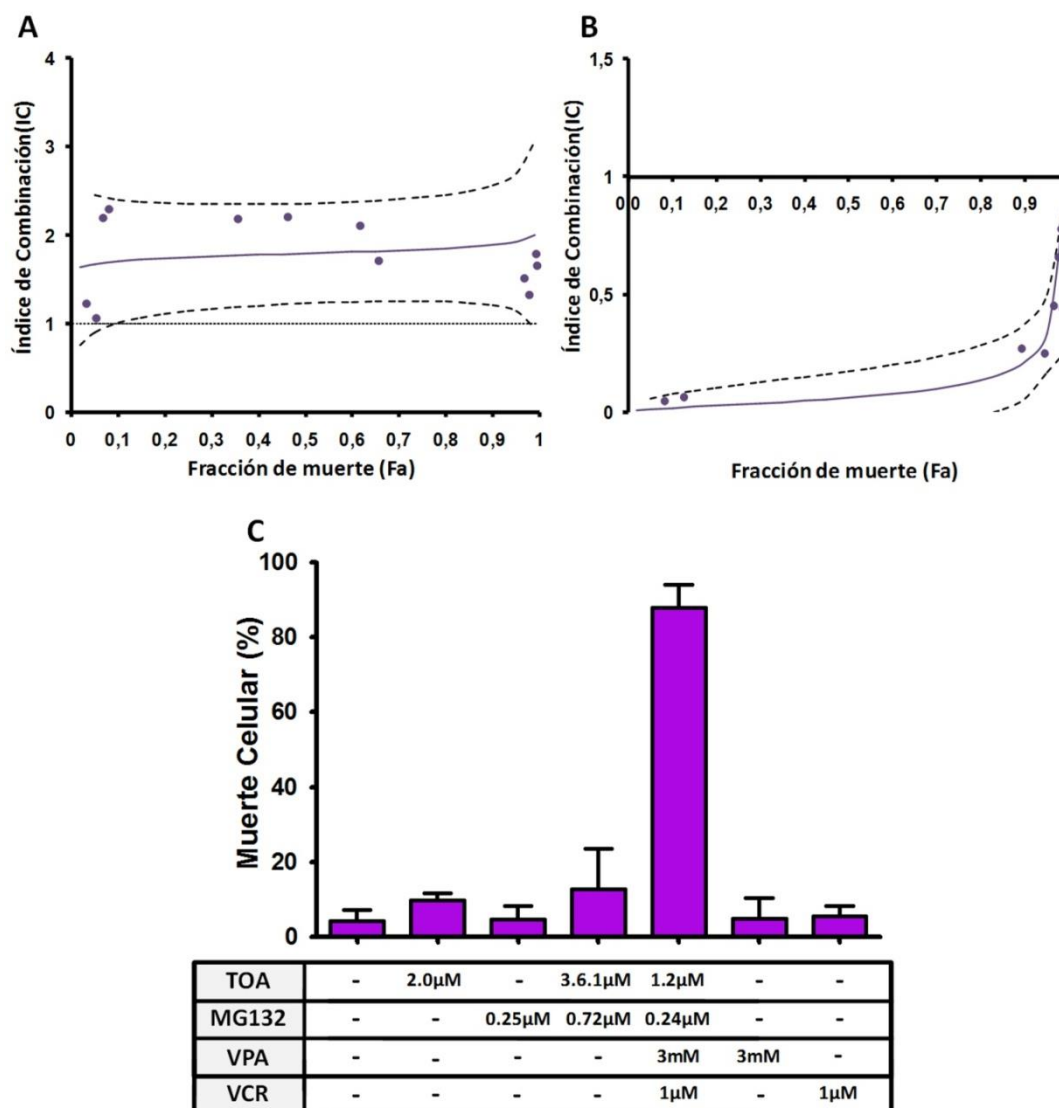 A
B
4
3
2
1
0
Índice de Combinación(IC)
0 0,1 0,2 0,3 0,4 0,5 0,6 0,7 0,8 0,9 1
Fracción de muerte (Fa)
1,5
1
0,5
0
Índice de Combinación(IC)
0,0 0,1 0,2 0,3 0,4 0,5 0,6 0,7 0,8 0,9
Fracción de muerte (Fa)
C
100
80
60
40
20
0
Muerte Celular (%)
TOA - 2.0µM - 3.6.1µM 1.2µM - -
MG132 - - 0.25µM 0.72µM 0.24µM - -
VPA - - - - 3mM 3mM -
VCR - - - - 1µM - 1µM